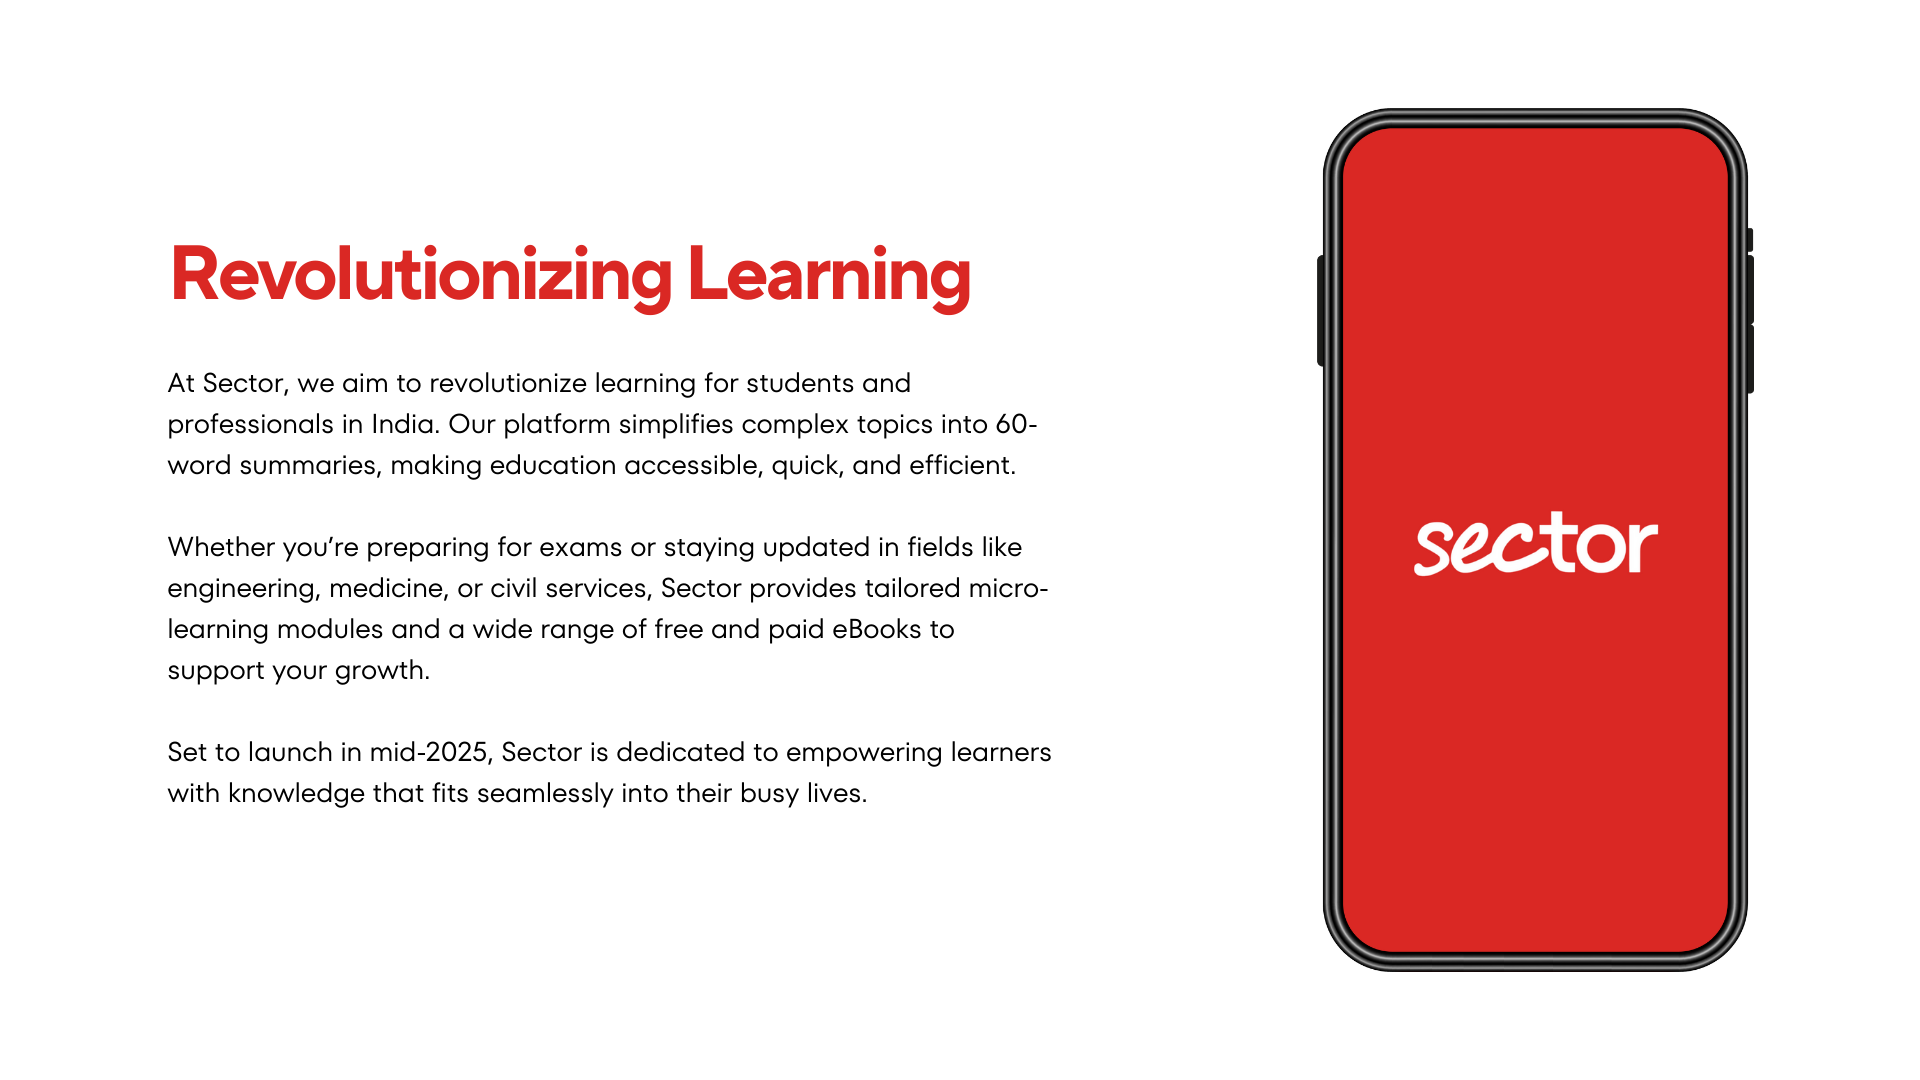 Revolutionizing Learning
At Sector, we aim to revolutionize learning for students and
professionals in India. Our platform simplifies complex topics into 60-
word summaries, making education accessible, quick, and efficient.
Whether you’re preparing for exams or staying updated in fields like
engineering, medicine, or civil services, Sector provides tailored micro-
learning modules and a wide range of free and paid eBooks to
support your growth.
Set to launch in mid-2025, Sector is dedicated to empowering learners
with knowledge that fits seamlessly into their busy lives.
sector